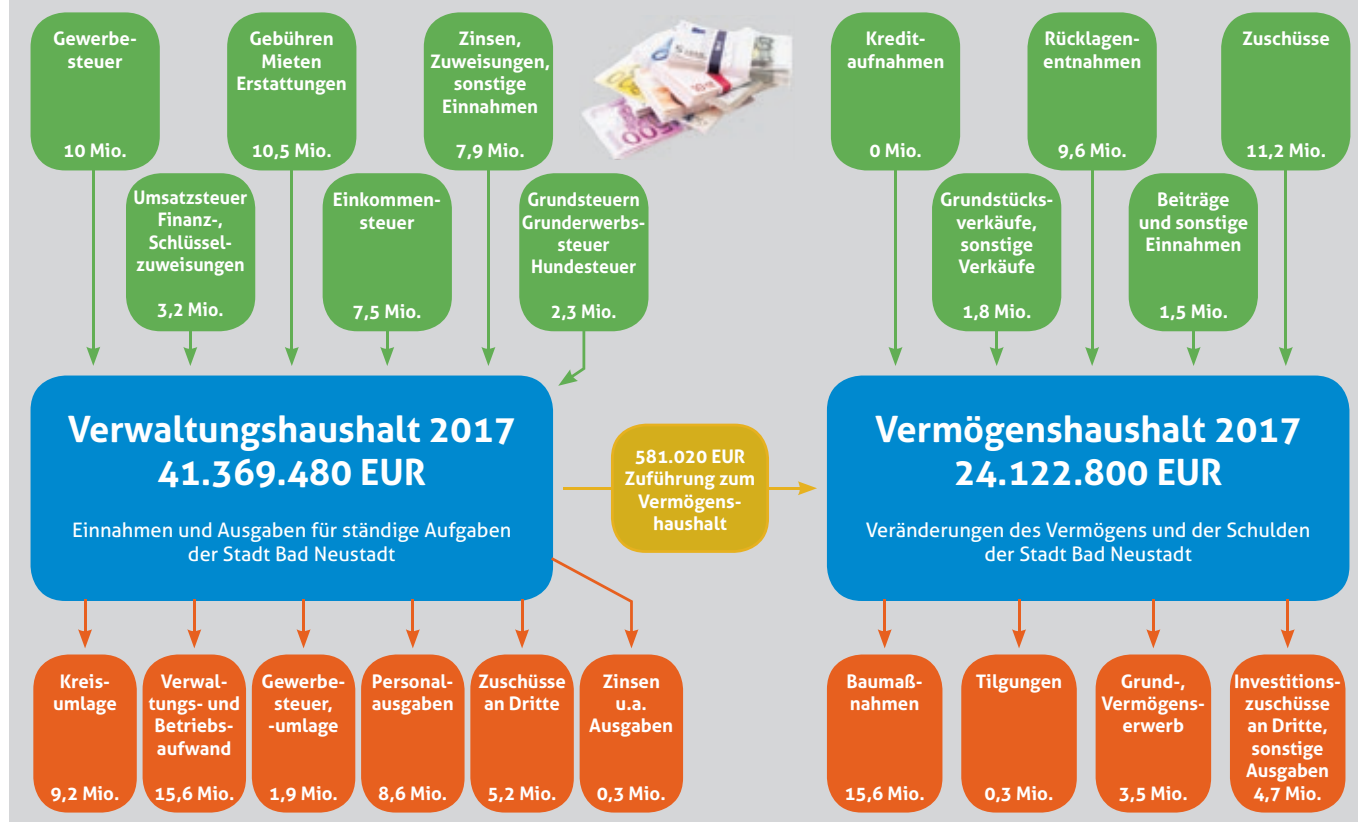 Gewerbe-
steuer
10 Mio.
Gebühren
Mieten
Erstattungen
10,5 Mio.
Zinsen,
Zuweisungen,
sonstige
Einnahmen
7,9 Mio.
Umsatzsteuer
Finanz-,
Schlüssel-
zuweisungen
3,2 Mio.
Einkommen-
steuer
7,5 Mio.
Grundsteuern
Grunderwerbs-
steuer
Hundesteuer
2,3 Mio.
Kredit-
aufnahmen
0 Mio.
Rücklagen-
entnahmen
9,6 Mio.
Zuschüsse
11,2 Mio.
Grundstücks-
verkäufe,
sonstige
Verkäufe
1,8 Mio.
Beiträge
und sonstige
Einnahmen
1,5 Mio.
Verwaltungshaushalt 2017
41.369.480 EUR
Einnahmen und Ausgaben für ständige Aufgaben
der Stadt Bad Neustadt
581.020 EUR
Zuführung zum
Vermögens-
haushalt
Vermögenshaushalt 2017
24.122.800 EUR
Veränderungen des Vermögens und der Schulden
der Stadt Bad Neustadt
Kreis-
umlage
9,2 Mio.
Verwal-
tungs- und
Betriebs-
aufwand
15,6 Mio.
Gewerbe-
steuer,
-umlage
1,9 Mio.
Personal-
ausgaben
8,6 Mio.
Zuschüsse
an Dritte
5,2 Mio.
Zinsen
u.a.
Ausgaben
0,3 Mio.
Baumaß-
nahmen
15,6 Mio.
Tilgungen
0,3 Mio.
Grund-,
Vermögens-
erwerb
3,5 Mio.
Investitions-
zuschüsse
an Dritte,
sonstige
Ausgaben
4,7 Mio.